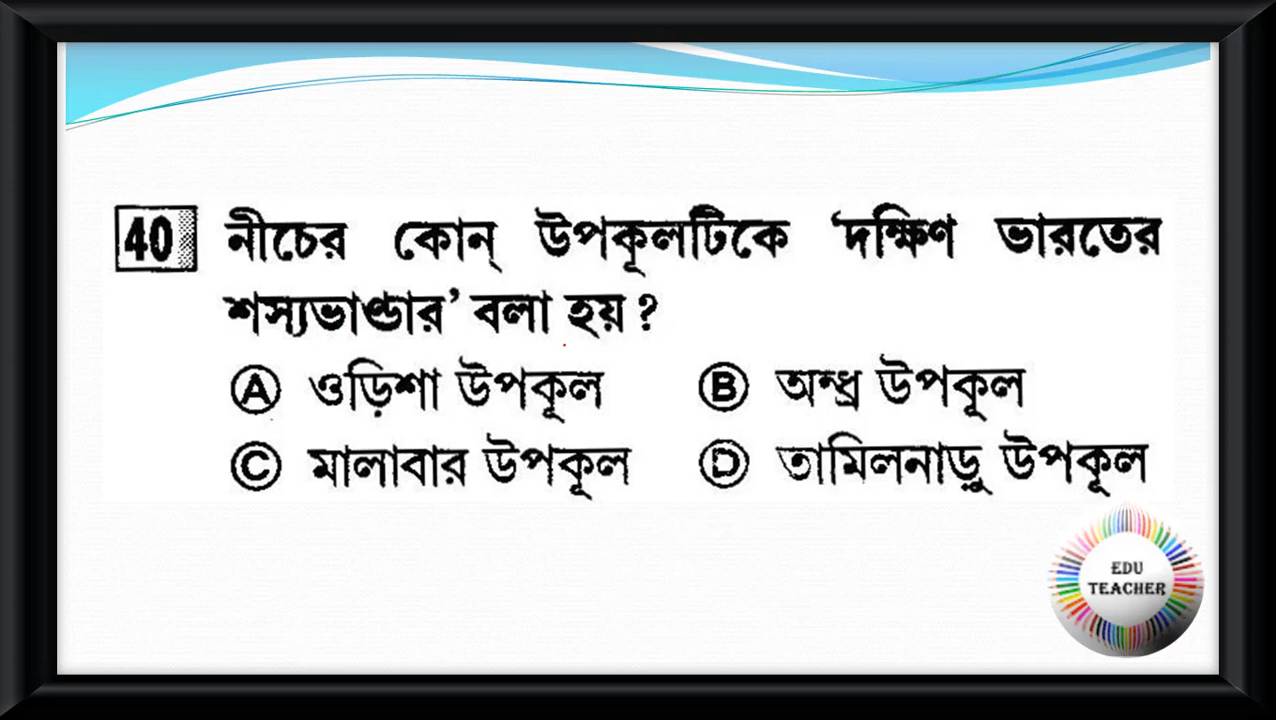 40 নীচের কোন্ উপকূলটিকে 'দক্ষিণ ভারতের
শস্যভাণ্ডার' বলা হয় ?
Ⓐ ওড়িশা উপকূল Ⓑ অন্ধ্র উপকূল
Ⓒ মালাবার উপকূল Ⓓ তামিলনাড়ু উপকূল
EDU
TEACHER